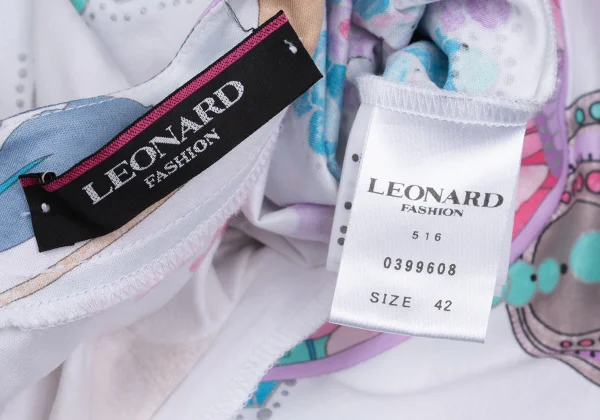 LEONARD
FASHION
LEONARD
FASHION
516
0399608
SIZE 42